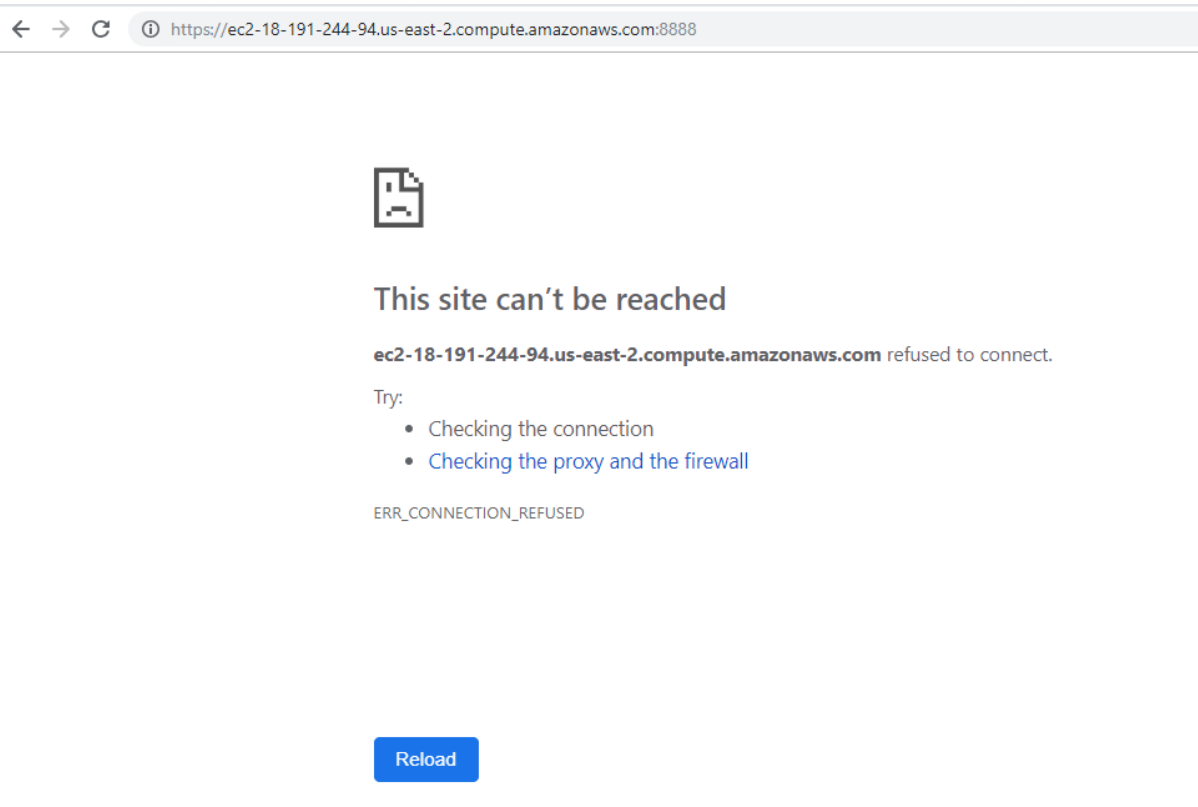 https://ec2-18-191-244-94.us-east-2.compute.amazonaws.com:8888
This site can’t be reached
ec2-18-191-244-94.us-east-2.compute.amazonaws.com refused to connect.
Try:
• Checking the connection
• Checking the proxy and the firewall
ERR_CONNECTION_REFUSED
Reload